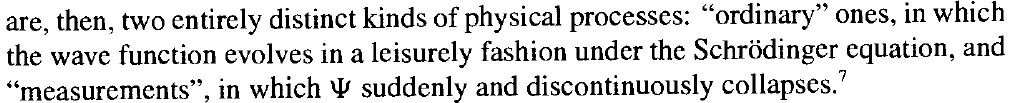 are, then, two entirely distinct kinds of physical processes: “ordinary” ones, in which
the wave function evolves in a leisurely fashion under the Schrödinger equation, and
“measurements”, in which Ψ suddenly and discontinuously collapses.⁷